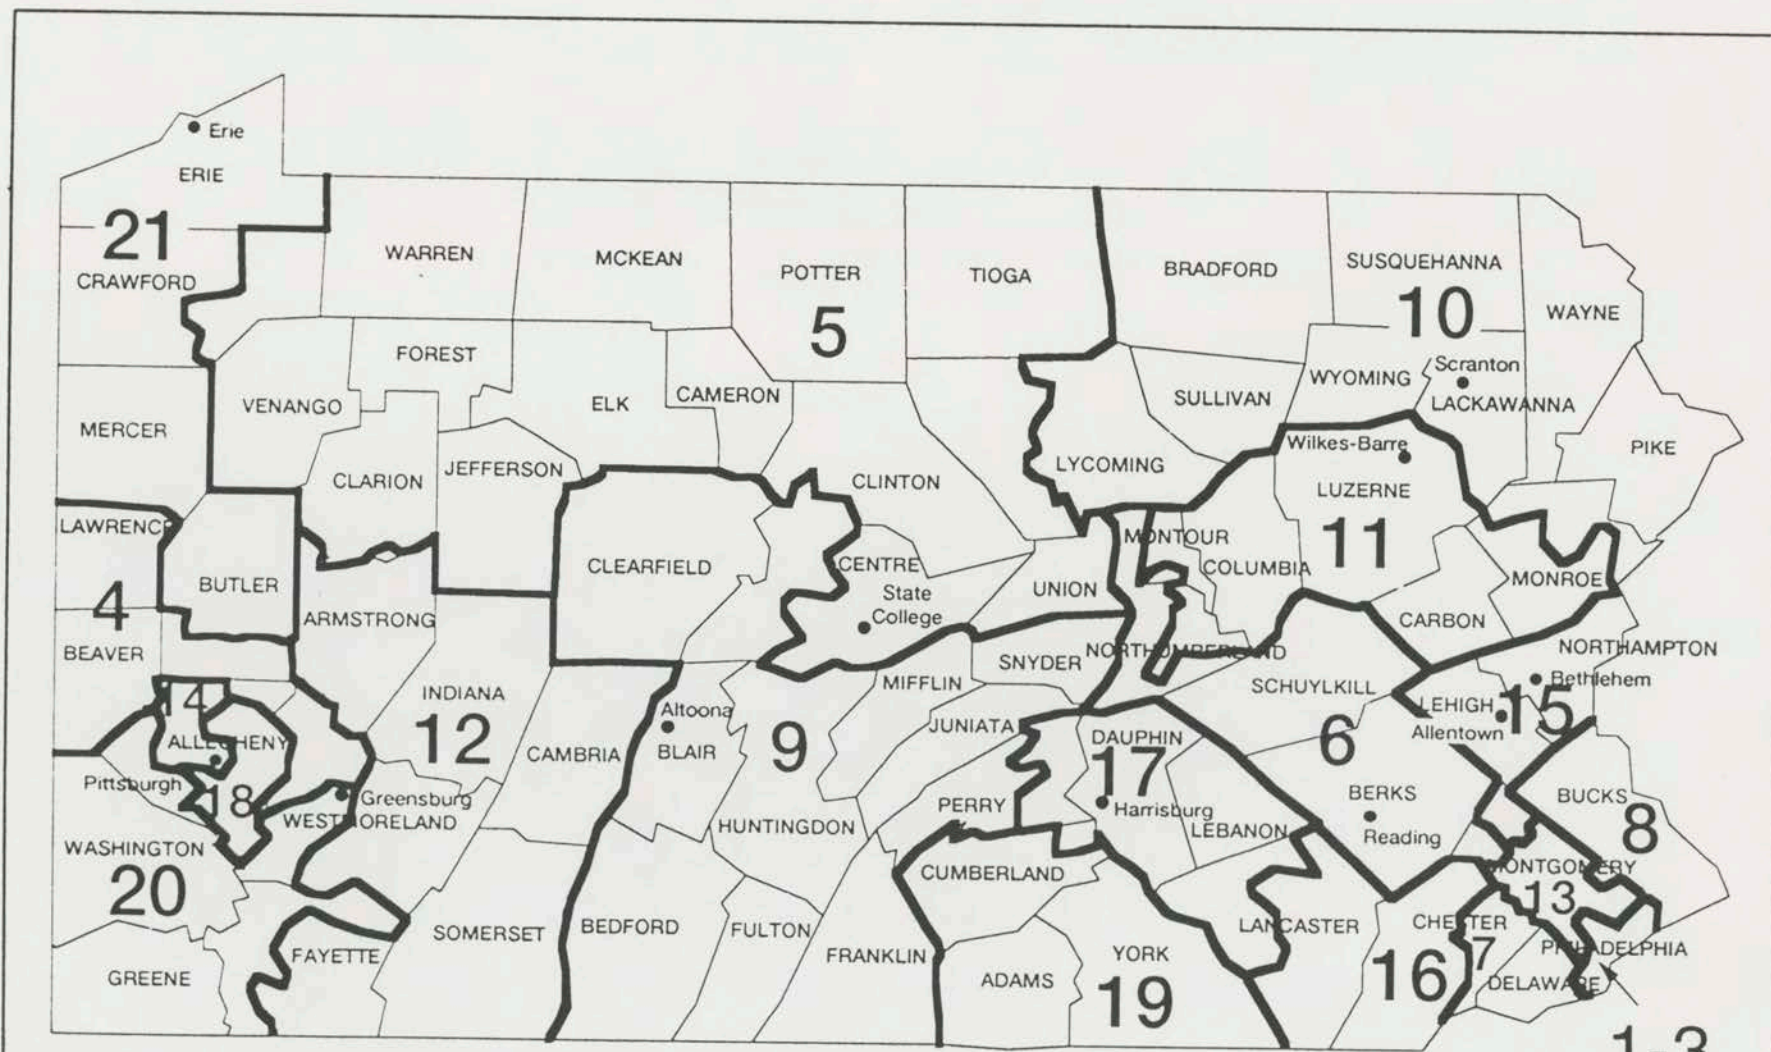 Erie
ERIE
21
CRAWFORD
WARREN
MCKEAN
POTTER
5
TIOGA
BRADFORD
SUSQUEHANNA
10
WAYNE
FOREST
VENANGO
ELK
CAMERON
SULLIVAN
WYOMING
Scranton
LACKAWANNA
MERCER
CLARION
JEFFERSON
CLINTON
LYCOMING
Wilkes-Barre
LUZERNE
11
PIKE
LAWRENCE
4
BUTLER
ARMSTRONG
CLEARFIELD
CENTRE
State
College
UNION
MONTOUR
COLUMBIA
MONROE
CARBON
BEAVER
INDIANA
12
SNYDER
NORTHUMBERLAND
NORTHAMPTON
Bethlehem
14
ALLEGHENY
Pittsburgh
18
Greensburg
WESTMORELAND
CAMBRIA
Altoona
BLAIR
9
MIFFLIN
JUNIATA
SCHUYLKILL
6
LEHIGH
15
Allentown
DAUPHIN
17
Harrisburg
PERRY
LEBANON
BERKS
Reading
BUCKS
8
WASHINGTON
20
HUNTINGDON
CUMBERLAND
MONTGOMERY
13
GREENE
FAYETTE
SOMERSET
BEDFORD
FULTON
FRANKLIN
ADAMS
YORK
19
LANCASTER
CHESTER
16
7
PHILADELPHIA
DELAWARE
1-3